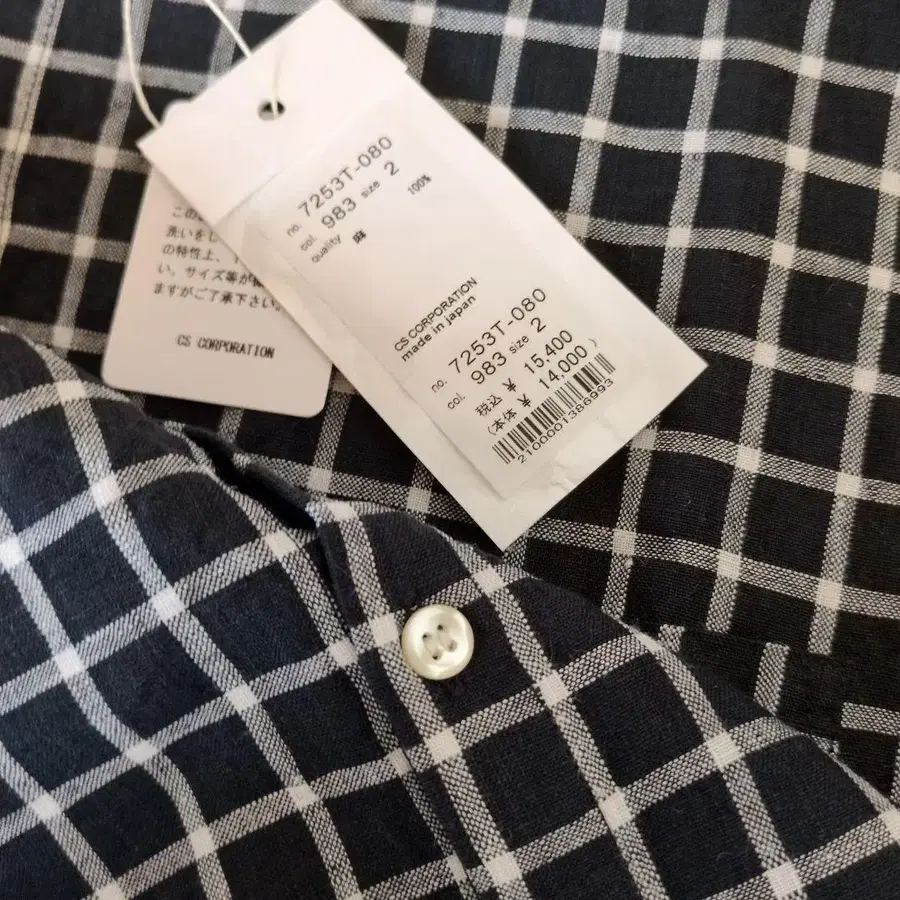 no. 7253T-080
col. 983 size 2
quality 麻 100%
CS CORPORATION
made in japan
no. 7253T-080
col. 983 size 2
税込 ¥ 15,400
(本体 ¥ 14,000)
2100001386993
この
洗いをし
の特性上、
い。サイズ等が
ますがご了承下さい。
CS CORPORATION